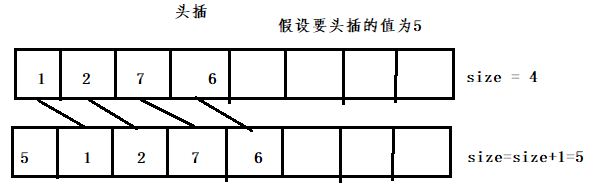 头插
假设要头插的值为5
1 2 7 6 size = 4
5 1 2 7 6 size=size+1=5